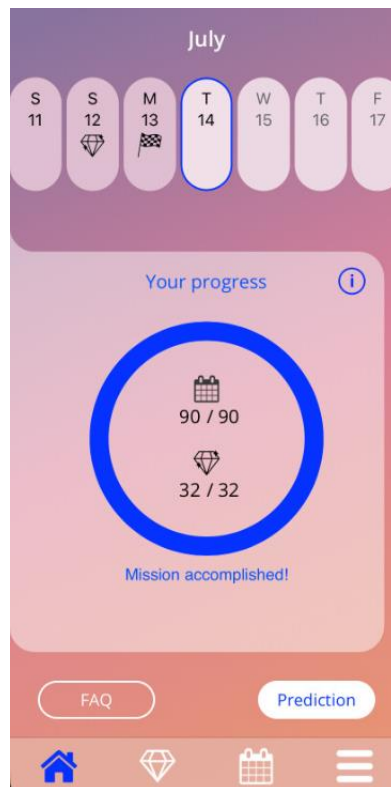 July
S S M T W T F
11 12 13 14 15 16 17
Your progress
i
90 / 90
32 / 32
Mission accomplished!
FAQ
Prediction